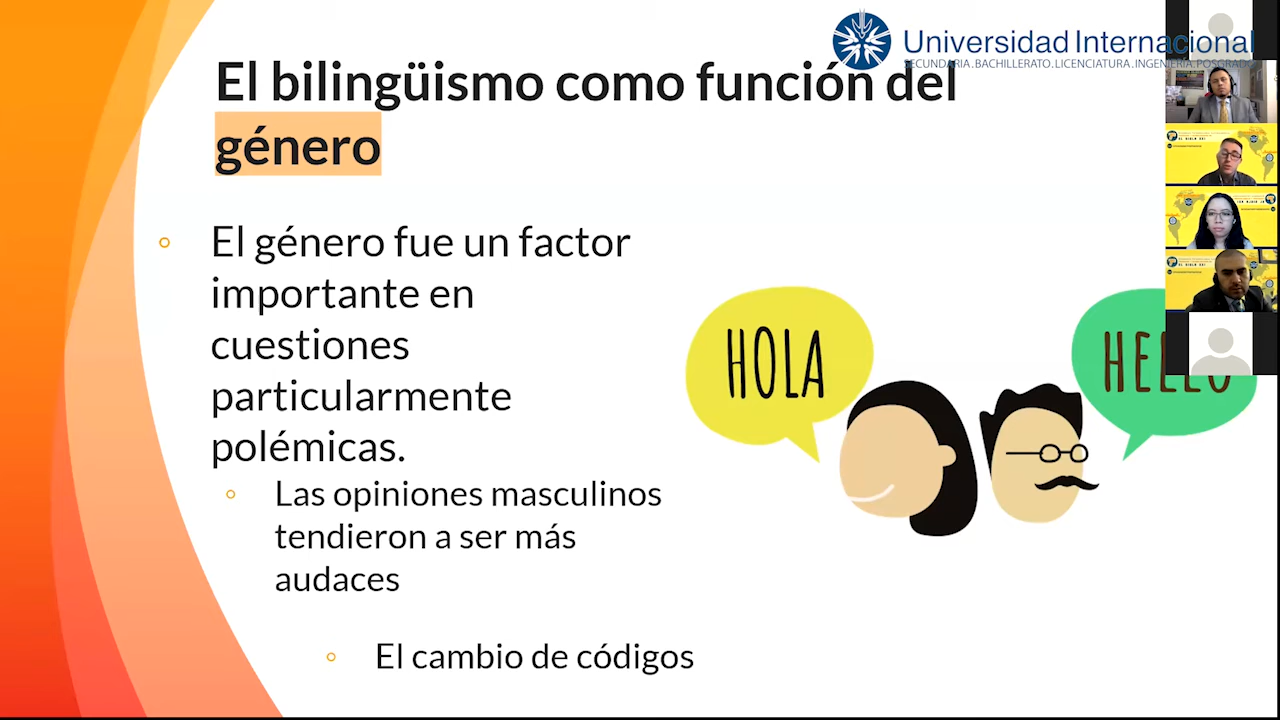 Universidad Internacional
SECUNDARIA.BACHILLERATO.LICENCIATURA.INGENIERÍA.POSGRADO
El bilingüismo como función del
género
El género fue un factor
importante en
cuestiones
particularmente
polémicas.
Las opiniones masculinos
tendieron a ser más
audaces
El cambio de códigos
HOLA
HELLO